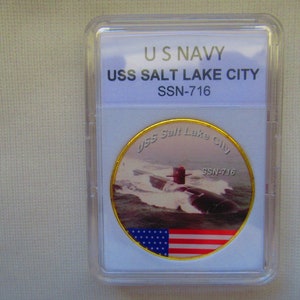 U S NAVY
USS SALT LAKE CITY
SSN-716
USS Salt Lake City
SSN-716